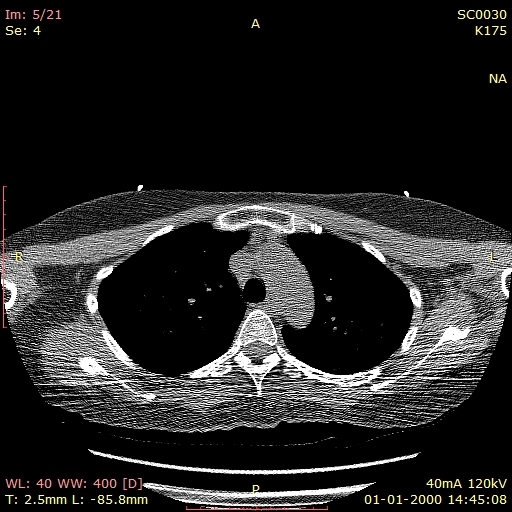 Im: 5/21
Se: 4
A
SC0030
K175
NA
R
L
WL: 40 WW: 400 [D]
T: 2.5mm L: -85.8mm
P
40mA 120kV
01-01-2000 14:45:08